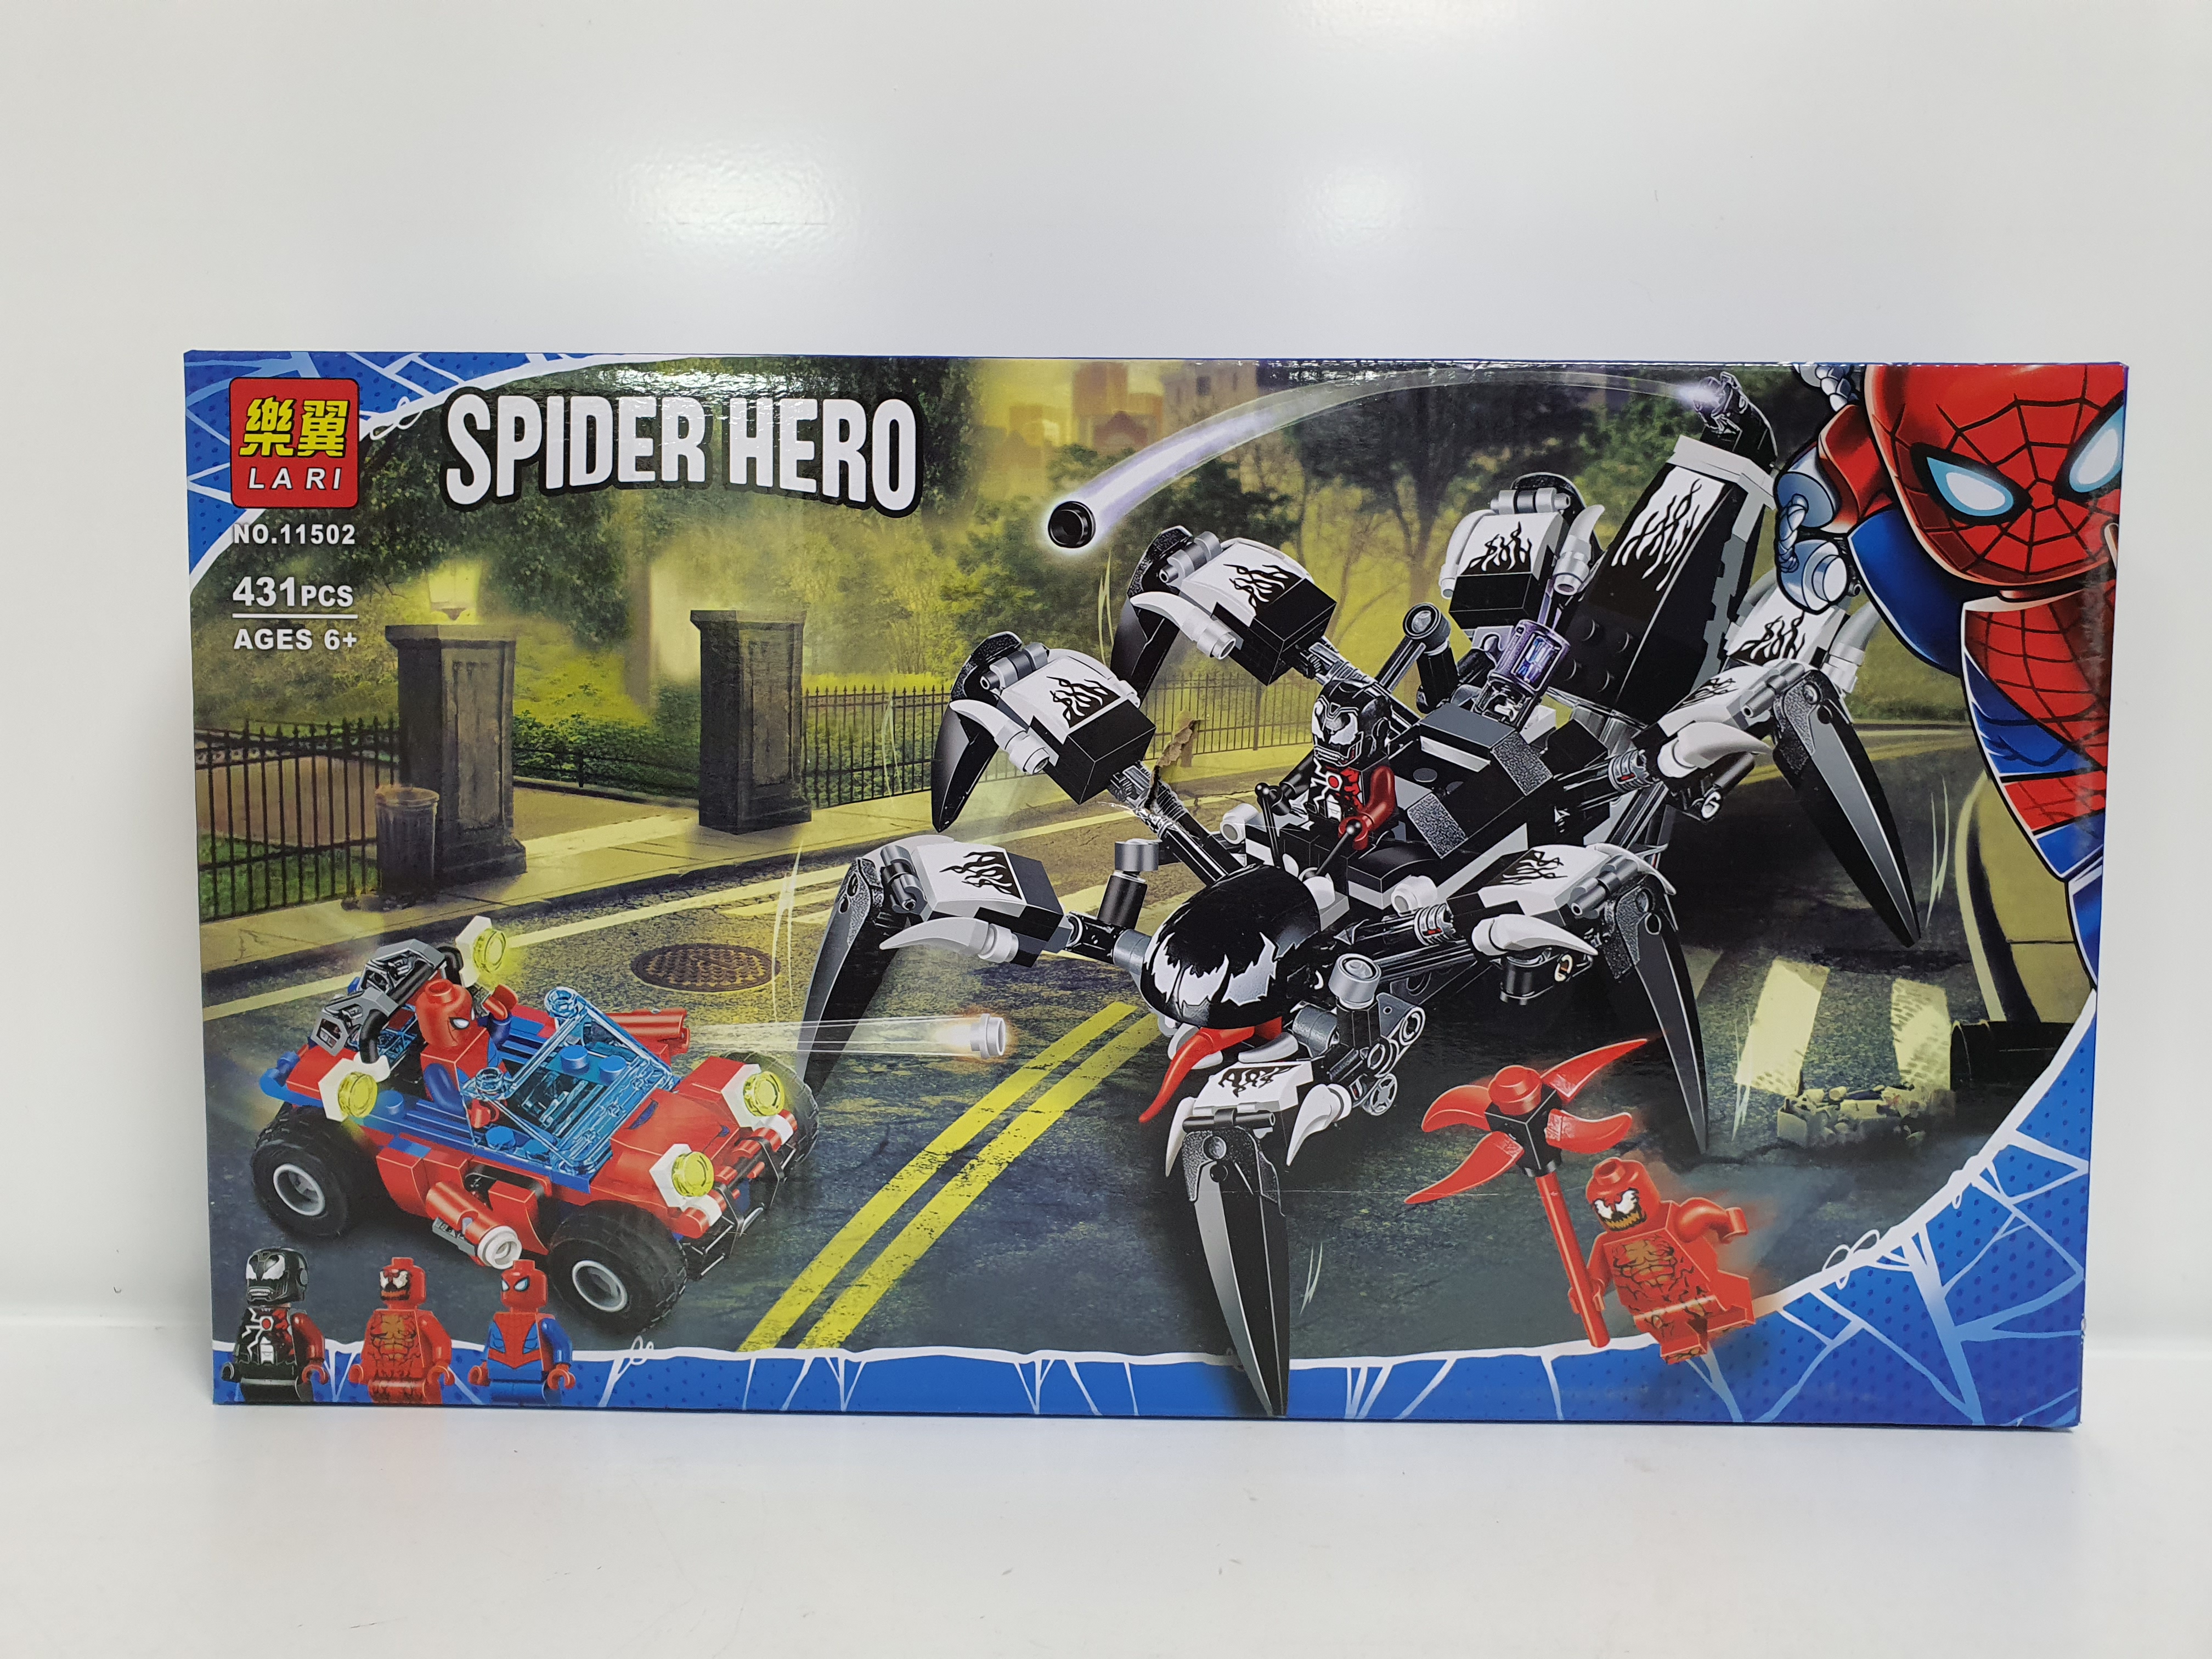 樂翼
LARI
SPIDER HERO
NO.11502
431PCS
AGES 6+